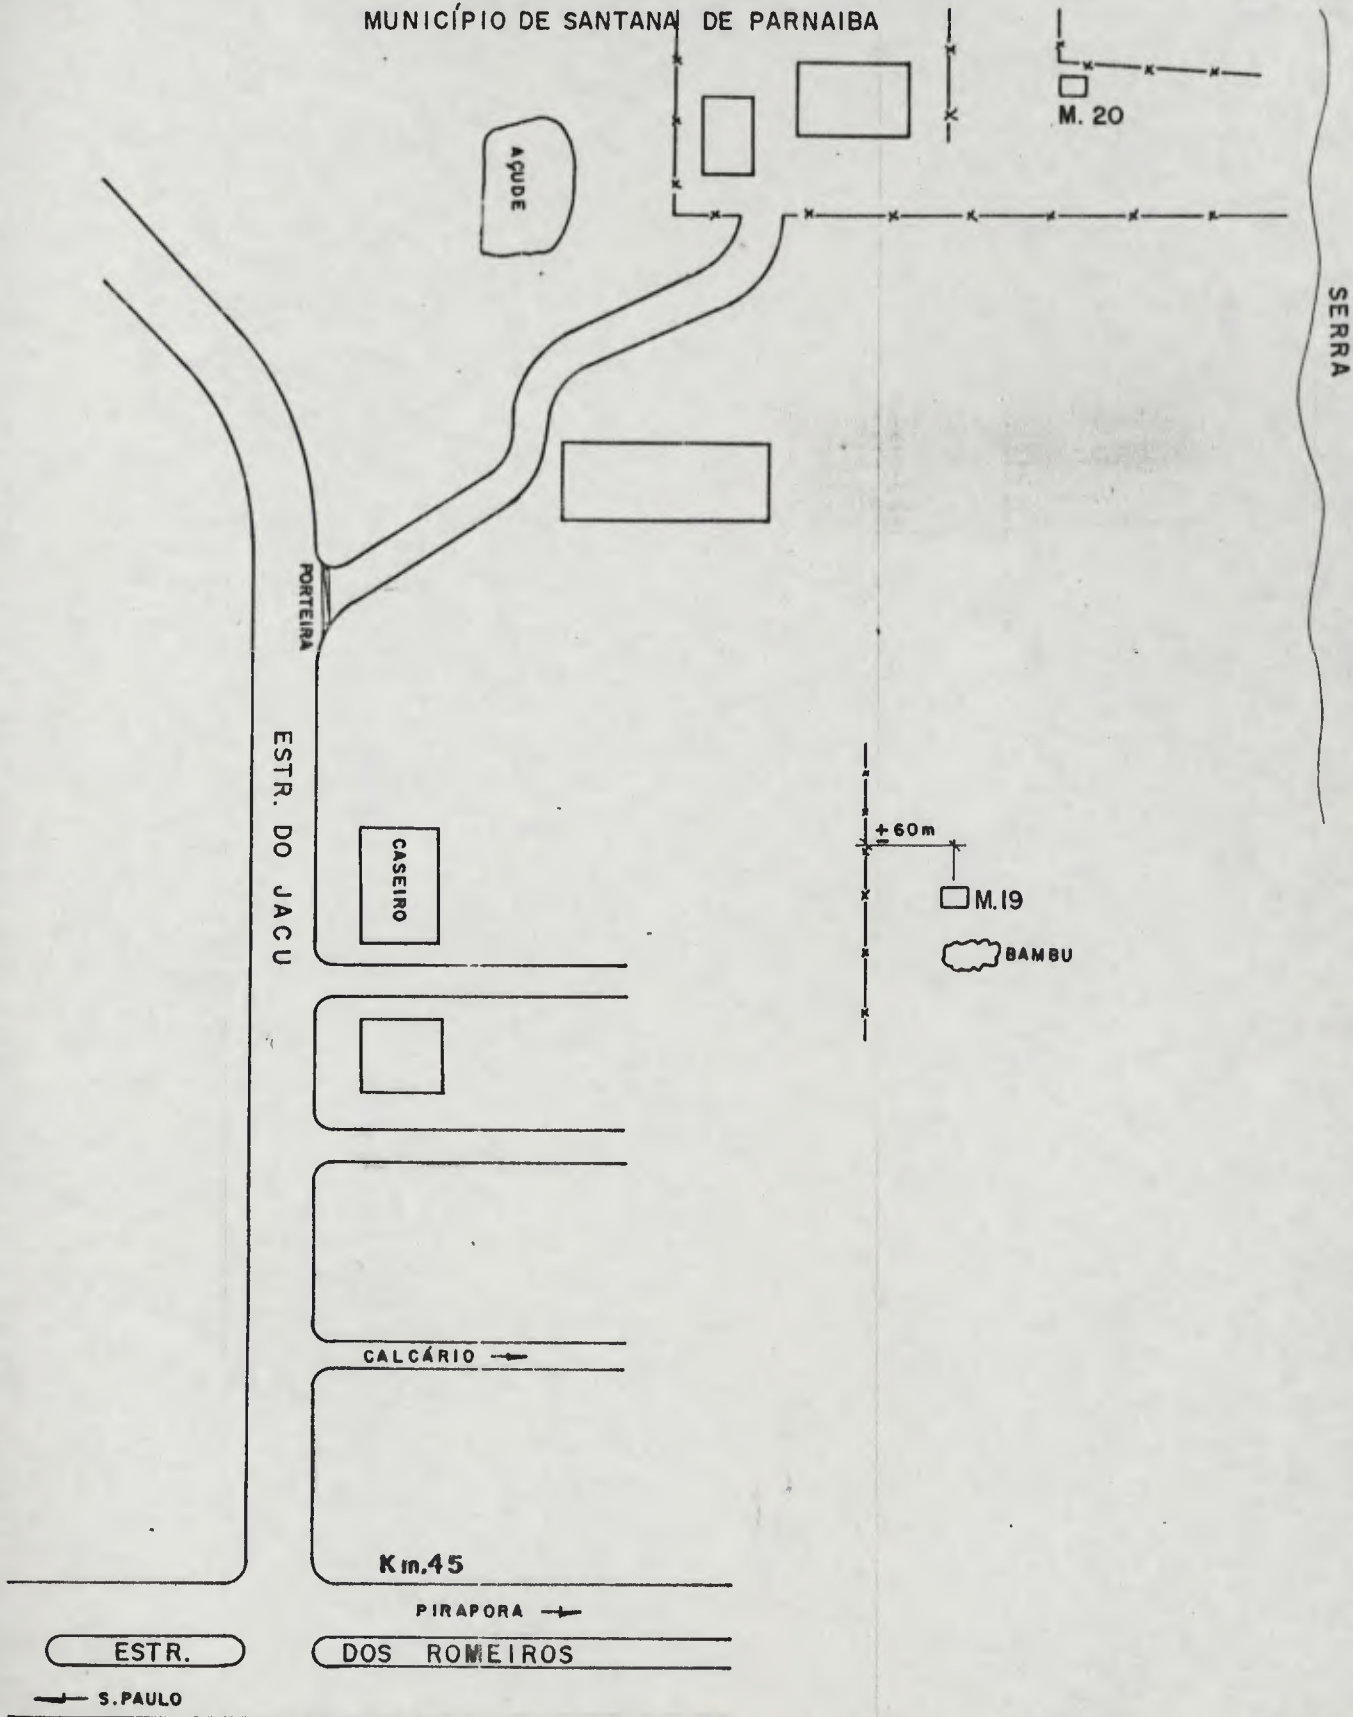 MUNICÍPIO DE SANTANA DE PARNAIBA
M. 20
AÇUDE
SERRA
PORTEIRA
ESTR. DO JACU
+60m
CASEIRO
M.19
BAMBU
CALCÁRIO
Km.45
PIRAPORA
ESTR. DOS ROMEIROS
S.PAULO